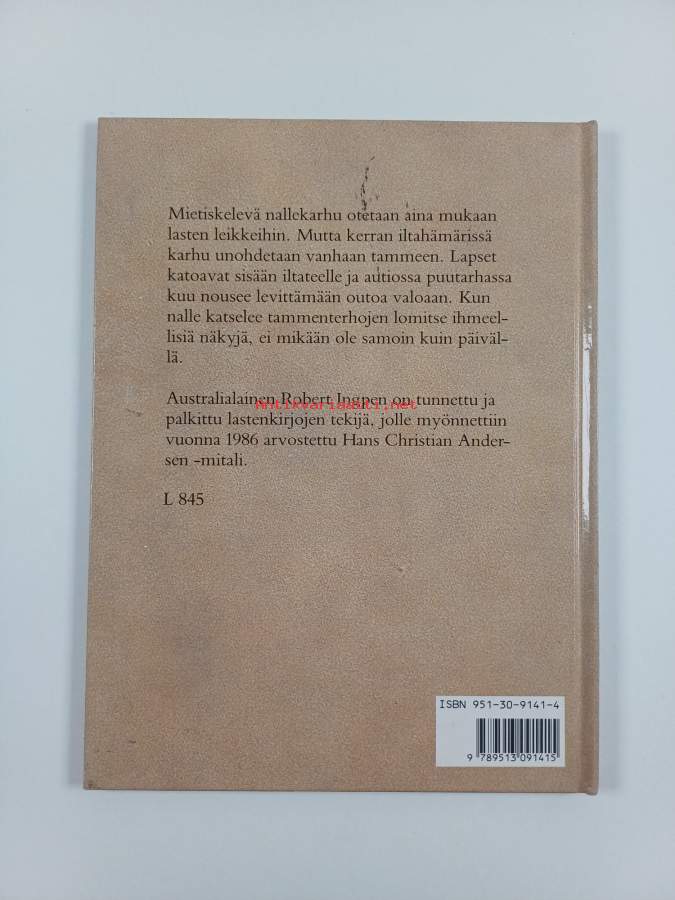 Mietiskelevä nallekarhu otetaan aina mukaan
lasten leikkeihin. Mutta kerran iltahämärissä
karhu unohdetaan vanhaan tammeen. Lapset
katoavat sisään iltateelle ja autiossa puutarhassa
kuu nousee levittämään outoa valoaan. Kun
nalle katselee tammenterhojen lomitse ihmeel-
lisiä näkyjä, ei mikään ole samoin kuin päiväl-
lä.
Australialainen Robert Ingpen on tunnettu ja
Antikvariaatti.net
palkittu lastenkirjojen tekijä, jolle myönnettiin
vuonna 1986 arvostettu Hans Christian Ander-
sen -mitali.
L 845
ISBN 951-30-9141-4
9 789513 091415